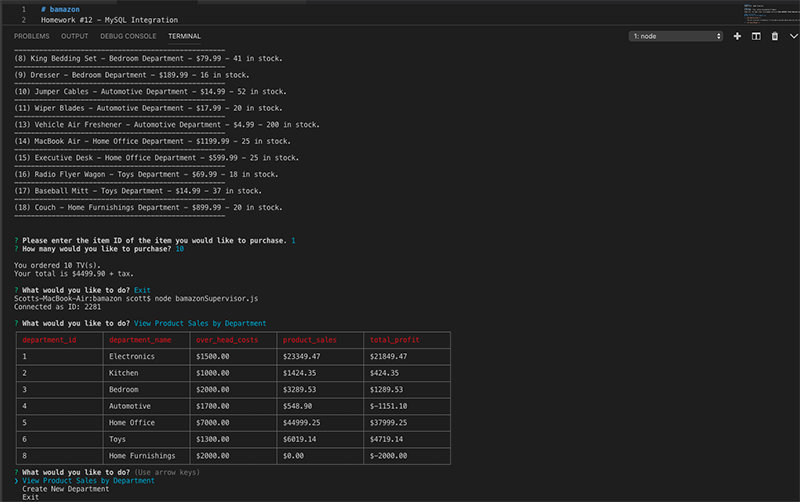 1 # bamazon
2 Homework #12 - MySQL Integration
PROBLEMS OUTPUT DEBUG CONSOLE TERMINAL 1: node
(8) King Bedding Set - Bedroom Department - $79.99 - 41 in stock.
(9) Dresser - Bedroom Department - $189.99 - 16 in stock.
(10) Jumper Cables - Automotive Department - $14.99 - 52 in stock.
(11) Wiper Blades - Automotive Department - $17.99 - 20 in stock.
(13) Vehicle Air Freshener - Automotive Department - $4.99 - 200 in stock.
(14) MacBook Air - Home Office Department - $1199.99 - 25 in stock.
(15) Executive Desk - Home Office Department - $599.99 - 25 in stock.
(16) Radio Flyer Wagon - Toys Department - $69.99 - 18 in stock.
(17) Baseball Mitt - Toys Department - $14.99 - 37 in stock.
(18) Couch - Home Furnishings Department - $899.99 - 20 in stock.
? Please enter the item ID of the item you would like to purchase. 1
? How many would you like to purchase? 10
You ordered 10 TV(s).
Your total is $4499.90 + tax.
? What would you like to do? Exit
Scotts-MacBook-Air:bamazon scott$ node bamazonSupervisor.js
Connected as ID: 2281
? What would you like to do? View Product Sales by Department
department_id department_name over_head_costs product_sales total_profit
1 Electronics $1500.00 $23349.47 $21849.47
2 Kitchen $1000.00 $1424.35 $424.35
3 Bedroom $2000.00 $3289.53 $1289.53
4 Automotive $1700.00 $548.90 $-1151.10
5 Home Office $7000.00 $44999.25 $37999.25
6 Toys $1300.00 $6019.14 $4719.14
8 Home Furnishings $2000.00 $0.00 $-2000.00
? What would you like to do? (Use arrow keys)
❯ View Product Sales by Department
Create New Department
Exit